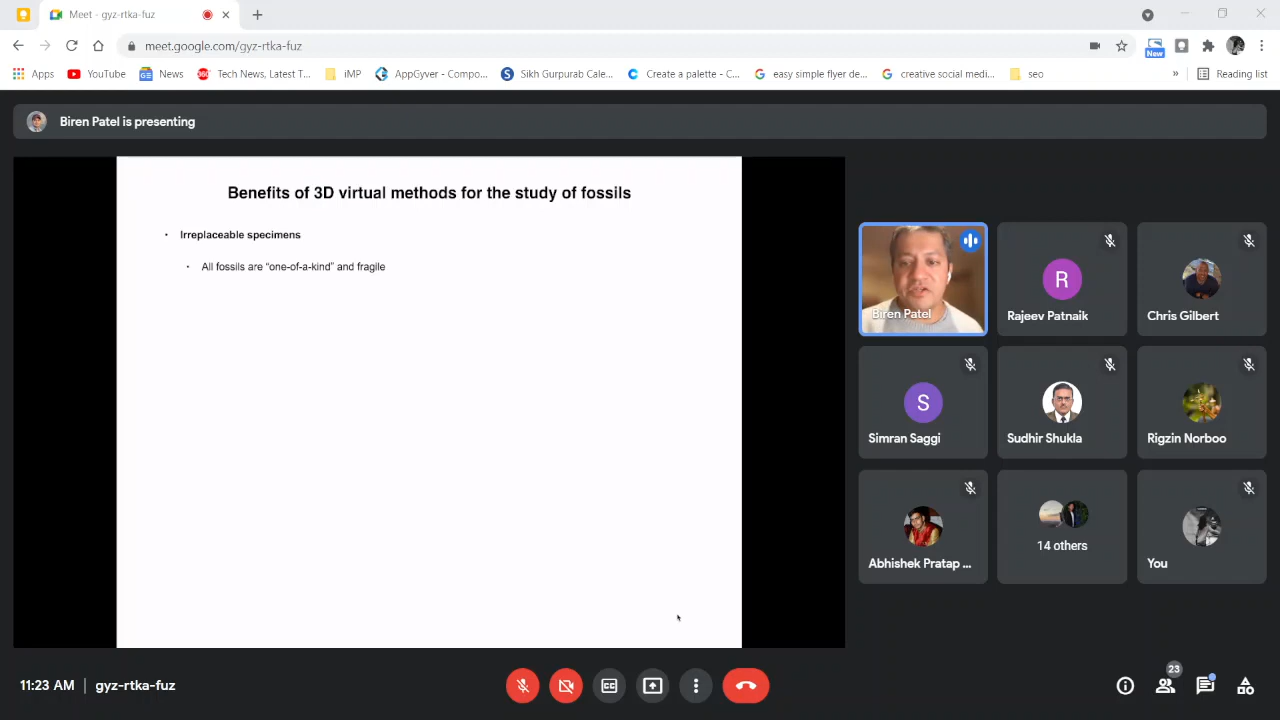 Meet - gyz-rtka-fuz
meet.google.com/gyz-rtka-fuz
New
Apps
YouTube
News
Tech News, Latest T...
iMP
AppGyver - Compo...
Sikh Gurpurab Cale...
Create a palette - C...
easy simple flyer de...
creative social medi...
seo
»
Reading list
Biren Patel is presenting
Benefits of 3D virtual methods for the study of fossils
• Irreplaceable specimens
• All fossils are “one-of-a-kind” and fragile
Biren Patel
R
Rajeev Patnaik
Chris Gilbert
S
Simran Saggi
Sudhir Shukla
Rigzin Norboo
Abhishek Pratap ...
14 others
You
11:23 AM | gyz-rtka-fuz
CC
23